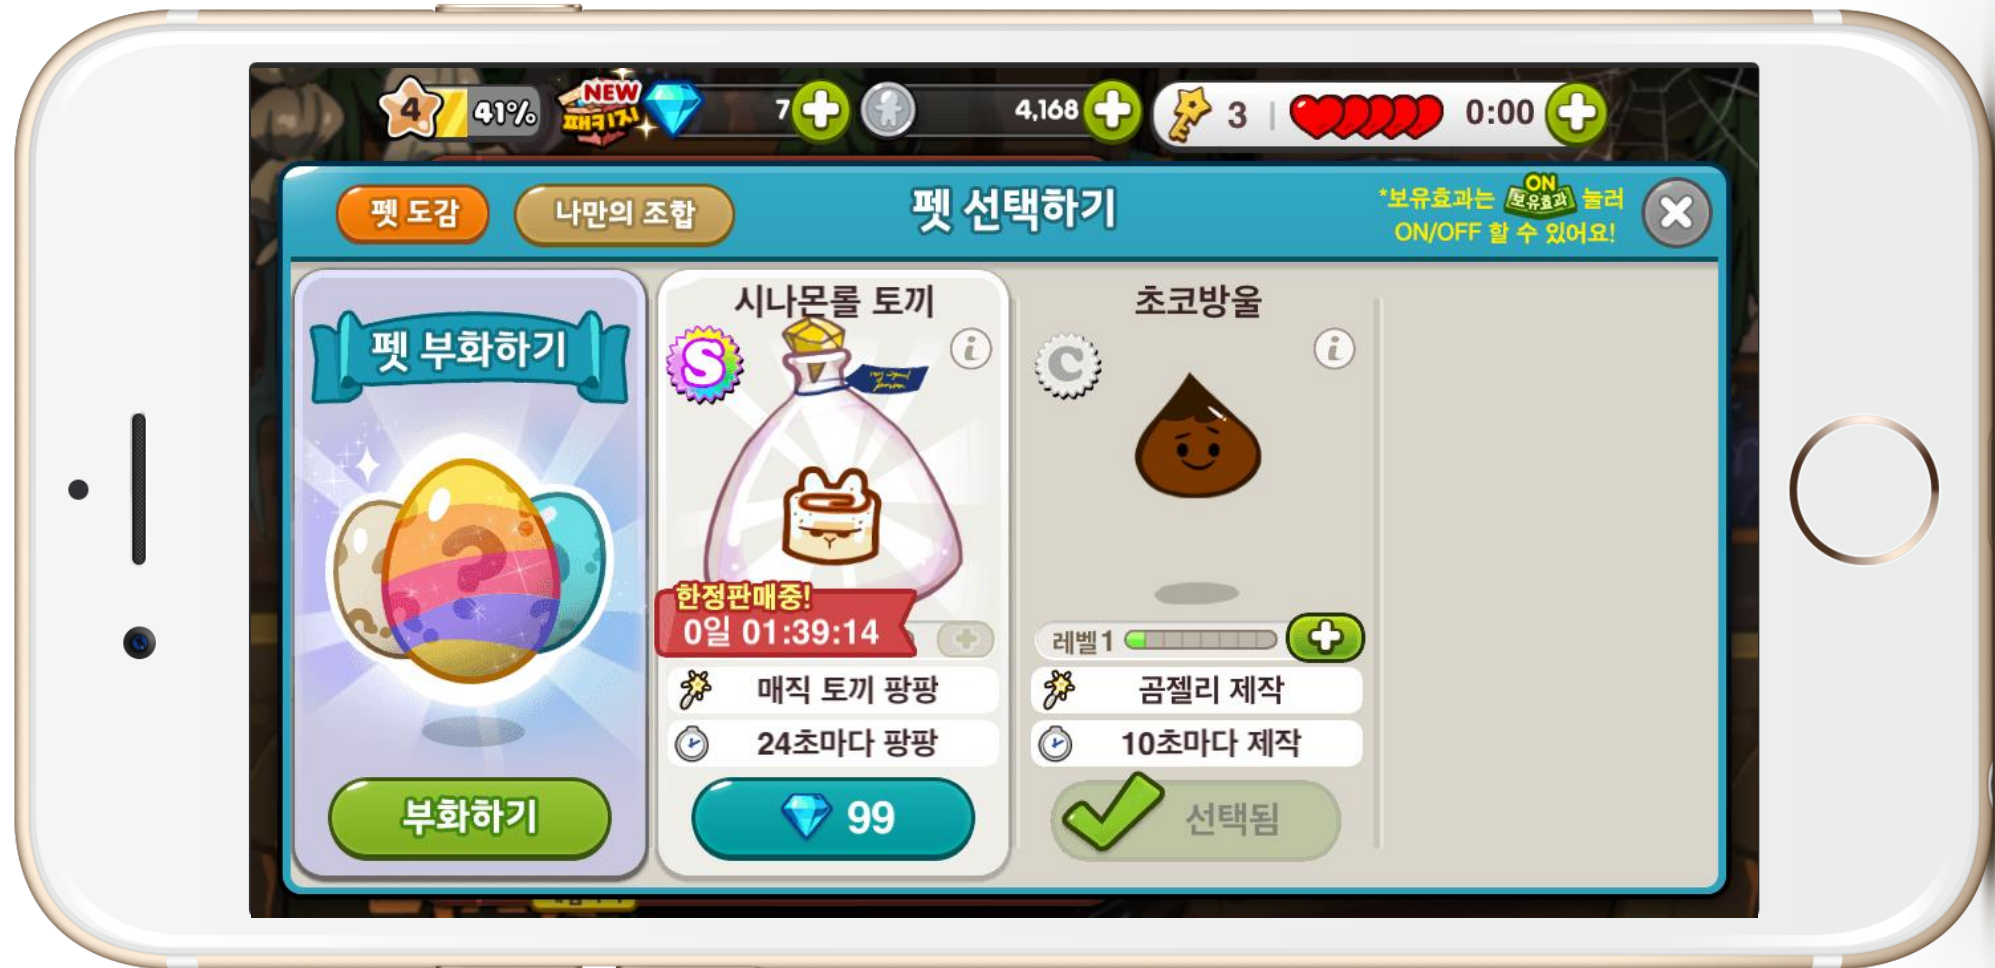 4 41% NEW 패키지 7 4,168 3 0:00
펫 도감 나만의 조합 펫 선택하기
*보유효과는 ON 보유효과 눌러
ON/OFF 할 수 있어요!
펫 부화하기
부화하기
시나몬롤 토끼
S
한정판매중!
0일 01:39:14
매직 토끼 팡팡
24초마다 팡팡
99
초코방울
C
레벨1
곰젤리 제작
10초마다 제작
선택됨